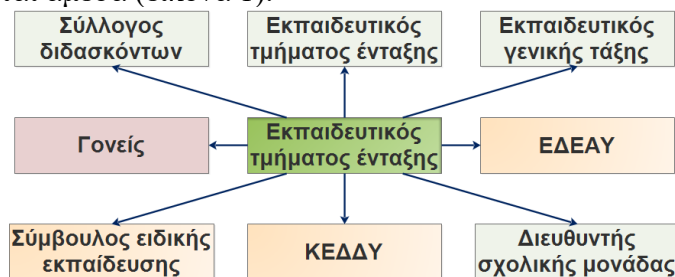 Σύλλογος
διδασκόντων
Εκπαιδευτικός
τμήματος ένταξης
Εκπαιδευτικός
γενικής τάξης
Γονείς
Εκπαιδευτικός
τμήματος ένταξης
ΕΔΕΑΥ
Σύμβουλος ειδικής
εκπαίδευσης
ΚΕΔΔΥ
Διευθυντής
σχολικής μονάδας